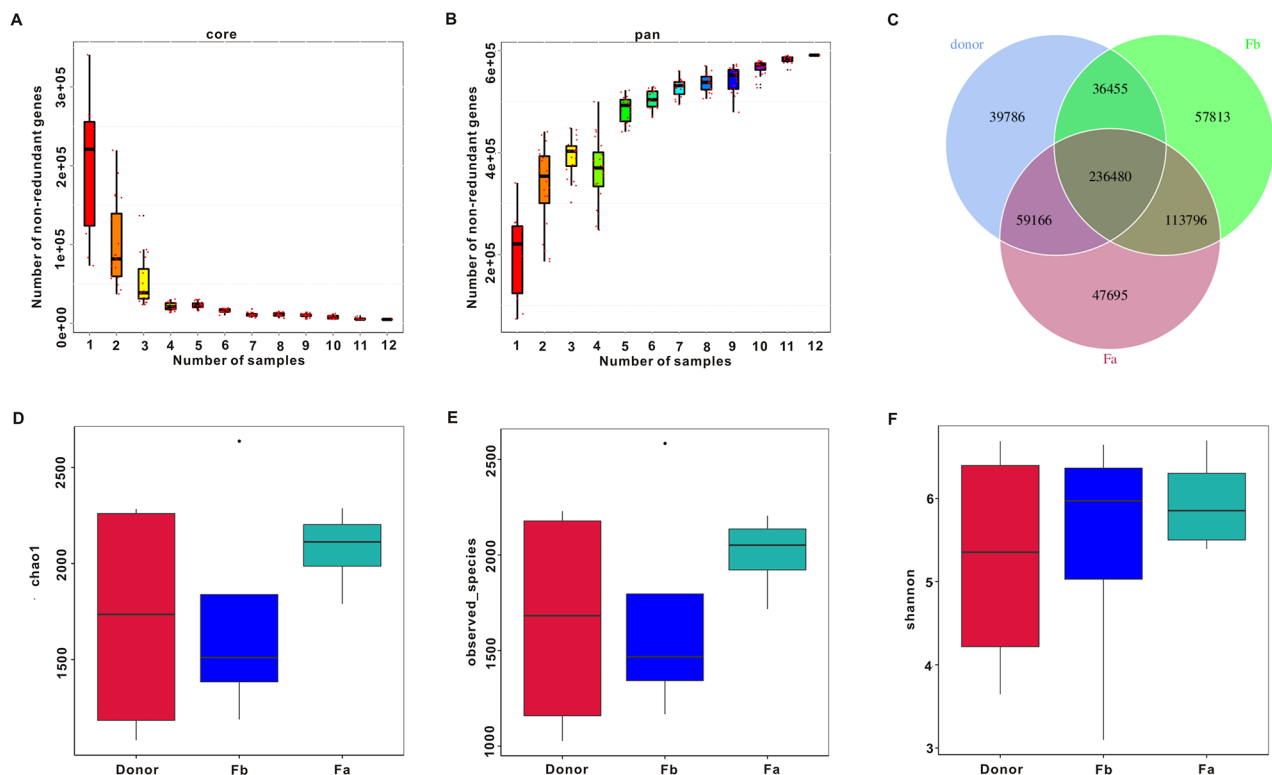 A
core
Number of non-redundant genes
0e+00
1e+05
2e+05
3e+05
1 2 3 4 5 6 7 8 9 10 11 12
Number of samples
B
pan
Number of non-redundant genes
2e+05
4e+05
6e+05
1 2 3 4 5 6 7 8 9 10 11 12
Number of samples
C
donor
Fb
36455
39786
57813
236480
59166
113796
47695
Fa
D
chao1
1500
2000
2500
Donor Fb Fa
E
observed_species
1000
1500
2000
2500
Donor Fb Fa
F
shannon
6
5
4
3
Donor Fb Fa